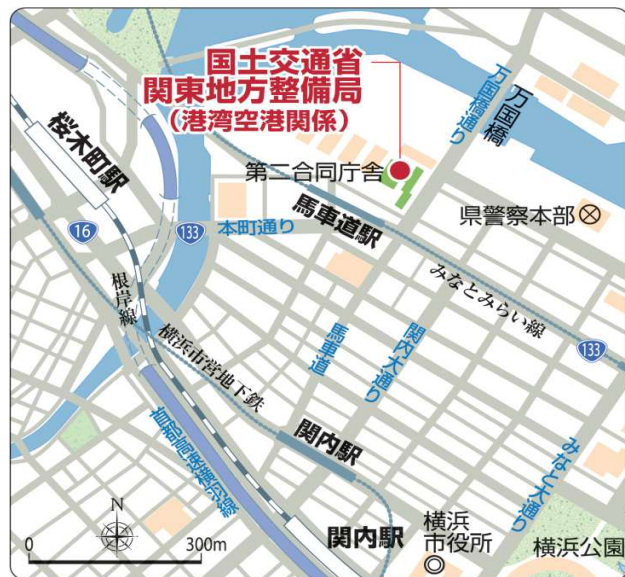 国土交通省
関東地方整備局
（港湾空港関係）
万国橋通り
万国橋
桜木町駅
第二合同庁舎
馬車道駅
県警察本部
16
133
本町通り
根岸線
みなとみらい線
133
横浜市営地下鉄
馬車道
関内大通り
首都高速横羽線
関内駅
みなと大通り
N
0 300m
関内駅
横浜
市役所
横浜公園